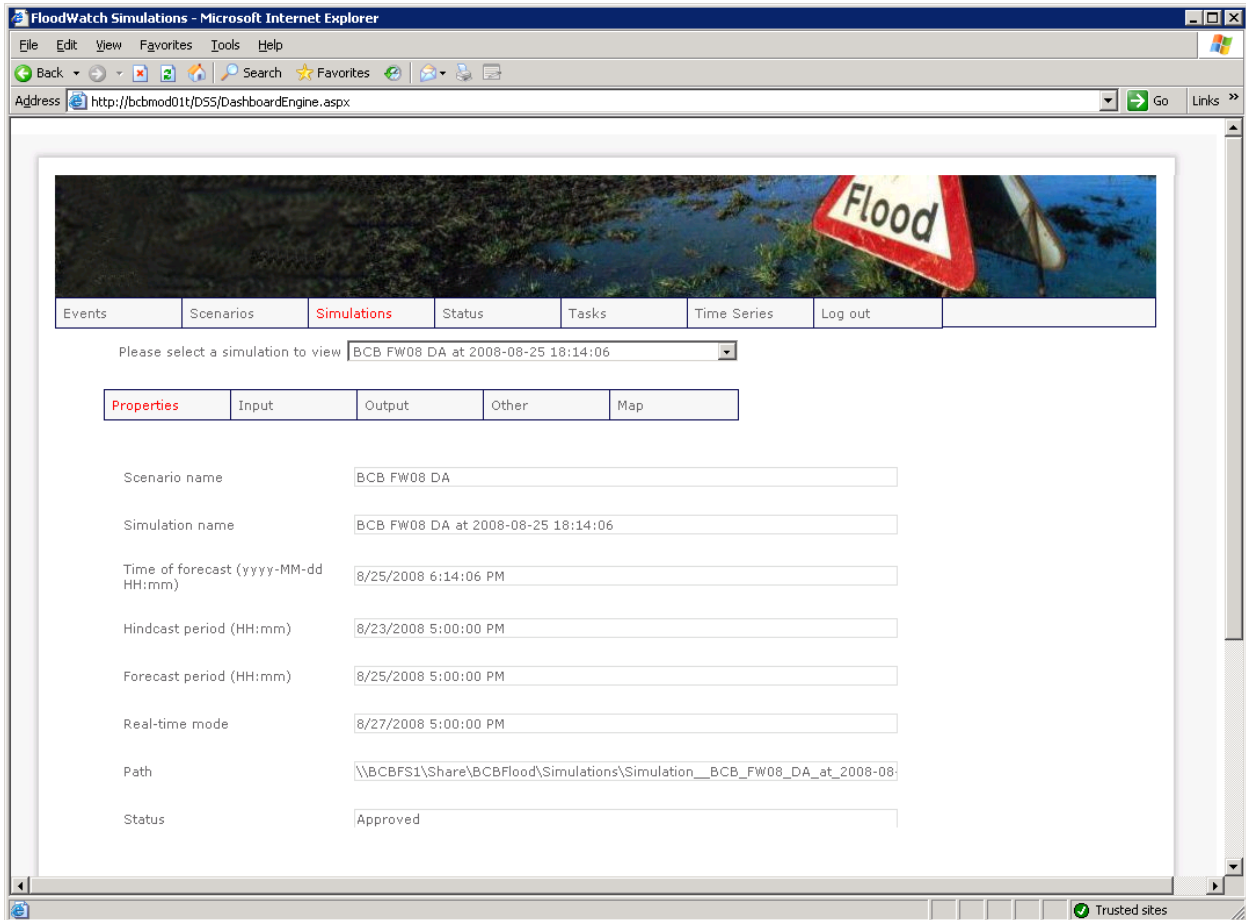 FloodWatch Simulations - Microsoft Internet Explorer
File Edit View Favorites Tools Help
Back Search Favorites
Address http://bcbmod01t/DSS/DashboardEngine.aspx Go Links »
Flood
Events Scenarios Simulations Status Tasks Time Series Log out
Please select a simulation to view BCB FW08 DA at 2008-08-25 18:14:06
Properties Input Output Other Map
Scenario name BCB FW08 DA
Simulation name BCB FW08 DA at 2008-08-25 18:14:06
Time of forecast (yyyy-MM-dd
HH:mm) 8/25/2008 6:14:06 PM
Hindcast period (HH:mm) 8/23/2008 5:00:00 PM
Forecast period (HH:mm) 8/25/2008 5:00:00 PM
Real-time mode 8/27/2008 5:00:00 PM
Path \\BCBFS1\Share\BCBFlood\Simulations\Simulation__BCB_FW08_DA_at_2008-08-
Status Approved
Trusted sites